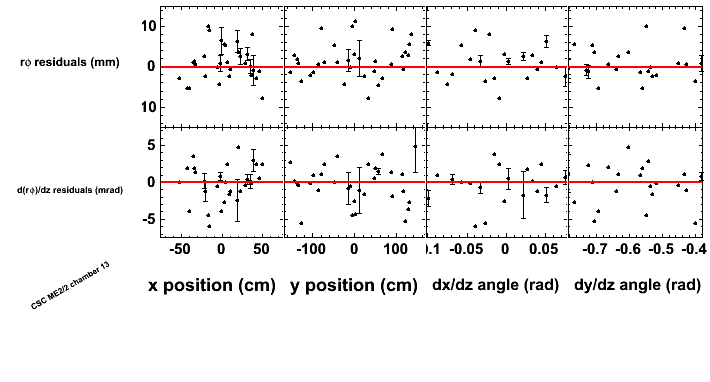 10
rφ residuals (mm)
0
10
5
d(rφ)/dz residuals (mrad)
0
-5
-50 0 50 -100 0 100 0.1 -0.05 0 0.05 -0.7 -0.6 -0.5 -0.4
x position (cm) y position (cm) dx/dz angle (rad) dy/dz angle (rad)
CSC ME2/2 chamber 13